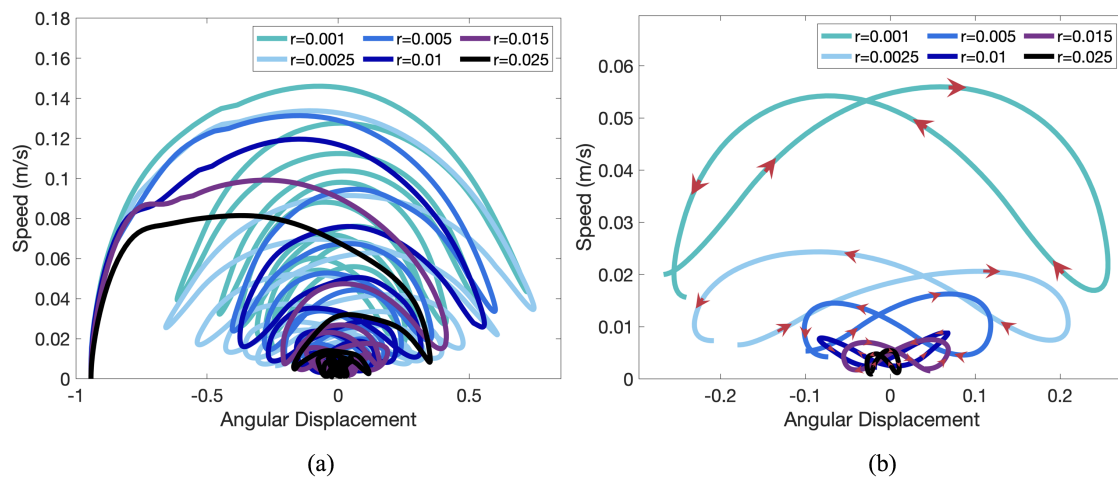 0.18
0.16
0.14
0.12
0.1
0.08
0.06
0.04
0.02
0
Speed (m/s)
r=0.001 r=0.005 r=0.015
r=0.0025 r=0.01 r=0.025
-1 -0.5 0 0.5
Angular Displacement
(a)
0.06
0.05
0.04
0.03
0.02
0.01
0
Speed (m/s)
r=0.001 r=0.005 r=0.015
r=0.0025 r=0.01 r=0.025
-0.2 -0.1 0 0.1 0.2
Angular Displacement
(b)